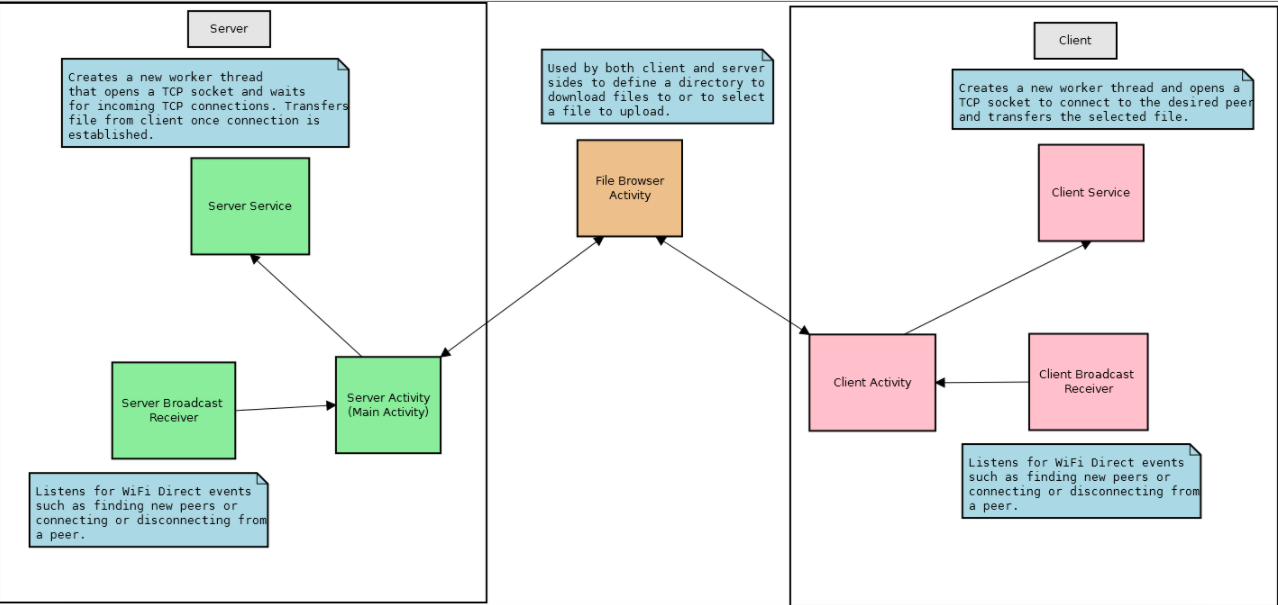 Server
Creates a new worker thread
that opens a TCP socket and waits
for incoming TCP connections. Transfers
file from client once connection is
established.
Server Service
Server Broadcast
Receiver
Server Activity
(Main Activity)
Listens for WiFi Direct events
such as finding new peers or
connecting or disconnecting from
a peer.
Used by both client and server
sides to define a directory to
download files to or to select
a file to upload.
File Browser
Activity
Client
Creates a new worker thread and opens a
TCP socket to connect to the desired peer
and transfers the selected file.
Client Service
Client Activity
Client Broadcast
Receiver
Listens for WiFi Direct events
such as finding new peers or
connecting or disconnecting from
a peer.